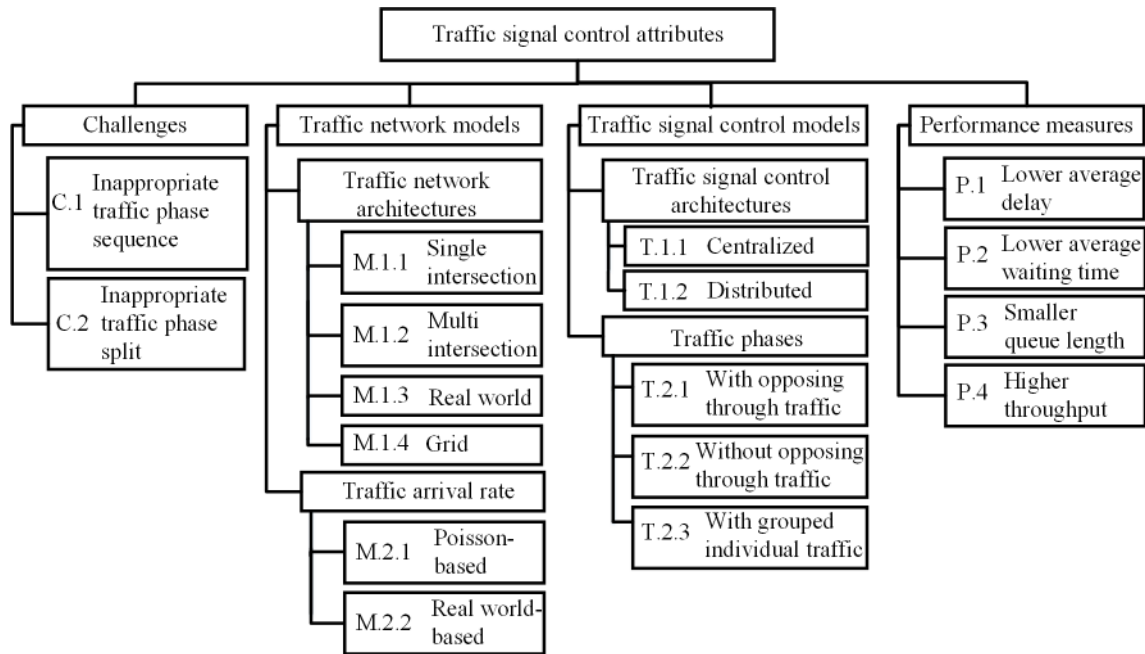 Traffic signal control attributes
Challenges
C.1 Inappropriate
traffic phase
sequence
C.2 Inappropriate
traffic phase
split
Traffic network models
Traffic network
architectures
M.1.1 Single
intersection
M.1.2 Multi
intersection
M.1.3 Real world
M.1.4 Grid
Traffic arrival rate
M.2.1 Poisson-
based
M.2.2 Real world-
based
Traffic signal control models
Traffic signal control
architectures
T.1.1 Centralized
T.1.2 Distributed
Traffic phases
T.2.1 With opposing
through traffic
T.2.2 Without opposing
through traffic
T.2.3 With grouped
individual traffic
Performance measures
P.1 Lower average
delay
P.2 Lower average
waiting time
P.3 Smaller
queue length
P.4 Higher
throughput